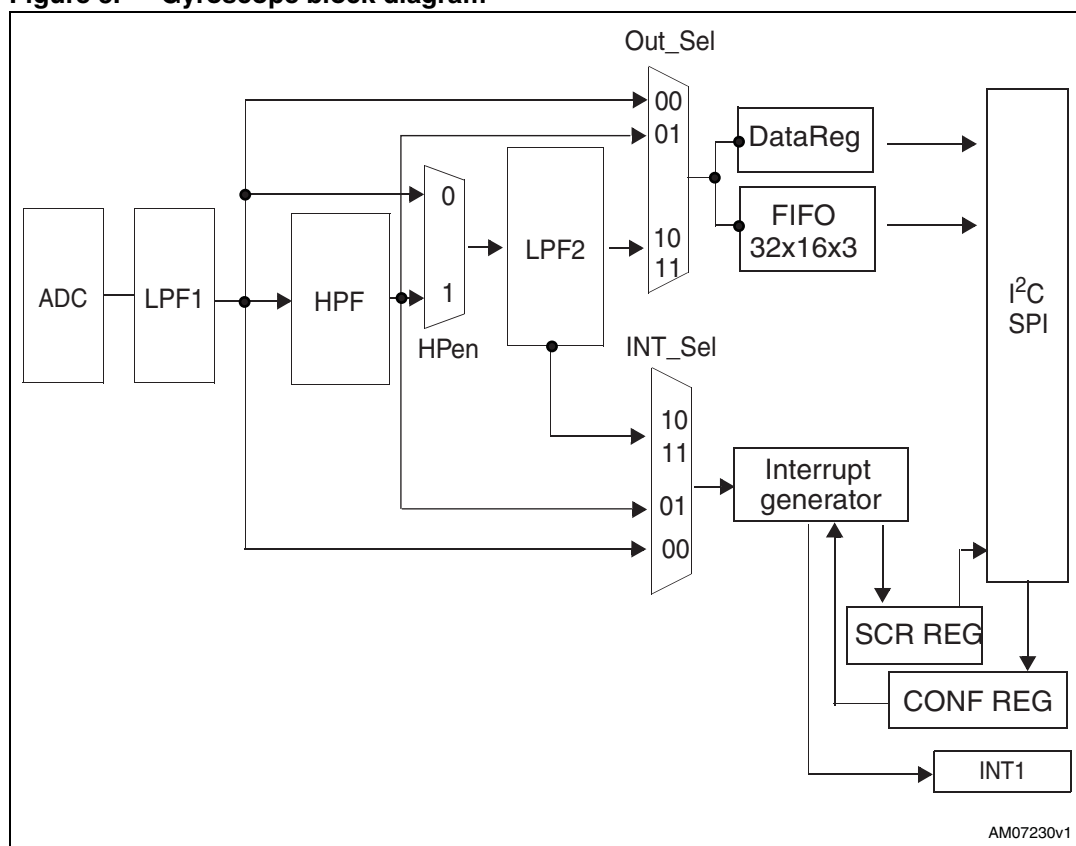 Out_Sel
00
01
10
11
DataReg
FIFO
32x16x3
I²C
SPI
ADC
LPF1
HPF
0
1
HPen
LPF2
INT_Sel
10
11
01
00
Interrupt
generator
SCR REG
CONF REG
INT1
AM07230v1